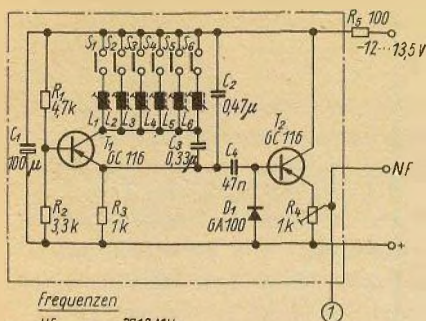 S1 S2 S3 S4 S5 S6
R5 100
−12...13,5V
R1
4,7k
C2
0,47µ
L1 L2 L3 L4 L5 L6
T1
GC 116
C3
0,33µ
T2
GC 116
C1
100µ
C4
47n
NF
R2
3,3k
R3
1k
D1
GA100
R4
1k
+
1
Frequenzen